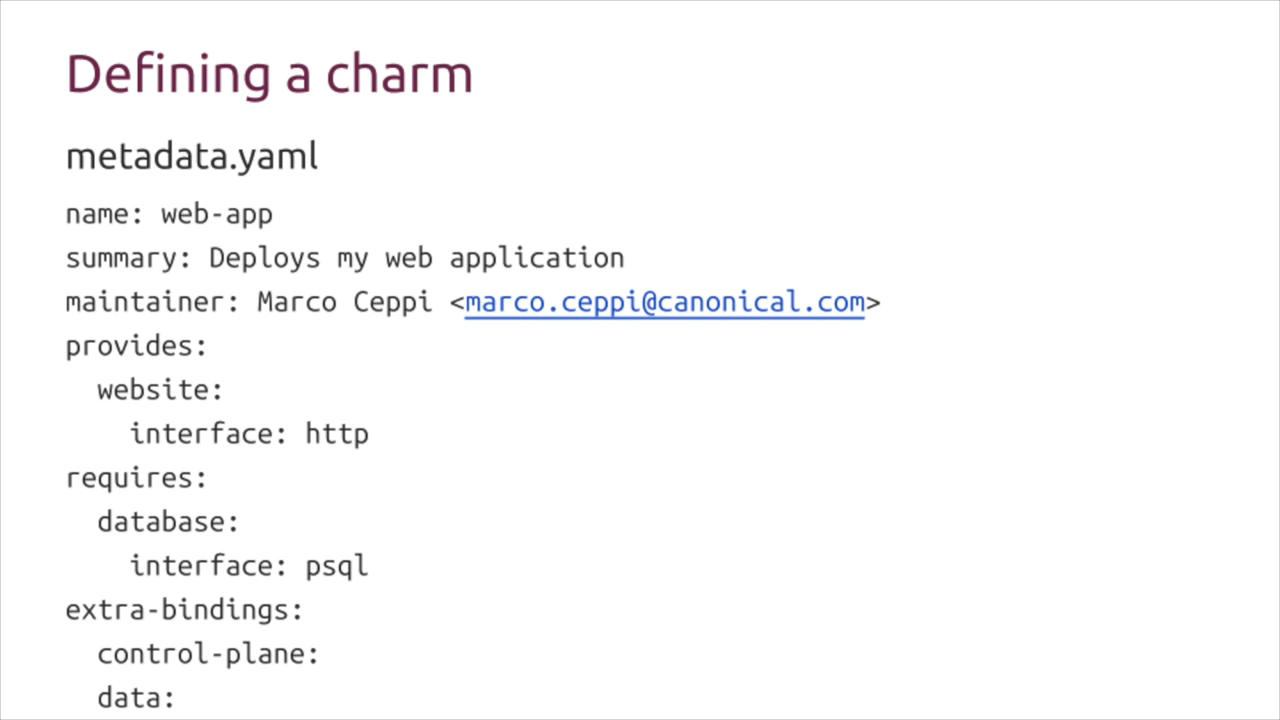 Defining a charm
metadata.yaml
name: web-app
summary: Deploys my web application
maintainer: Marco Ceppi <marco.ceppi@canonical.com>
provides:
  website:
    interface: http
requires:
  database:
    interface: psql
extra-bindings:
  control-plane:
  data: